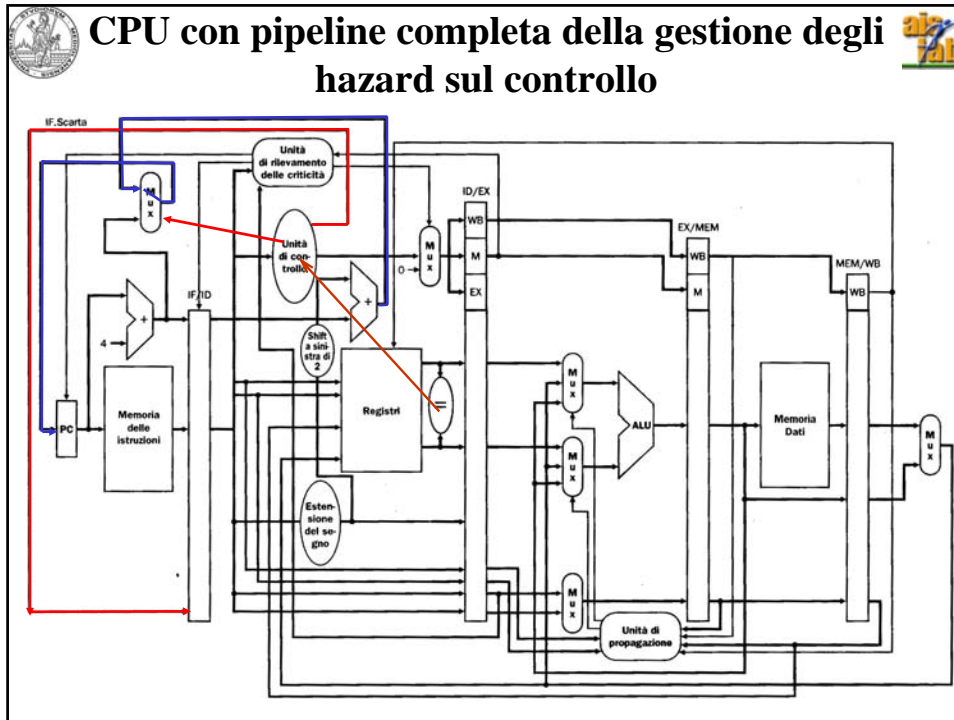 CPU con pipeline completa della gestione degli
hazard sul controllo
IF.Scarta
Unità
di rilevamento
delle criticità
M
u
x
ID/EX
WB
M
EX
EX/MEM
WB
M
MEM/WB
WB
Unità
di con-
trollo
M
u
x
0
IF/ID
+
+
4
Shift
a sini-
stra di
2
PC
Memoria
delle
istruzioni
Registri
=
M
u
x
M
u
x
ALU
Memoria
Dati
M
u
x
Esten-
sione
del se-
gno
M
u
x
Unità di
propagazione